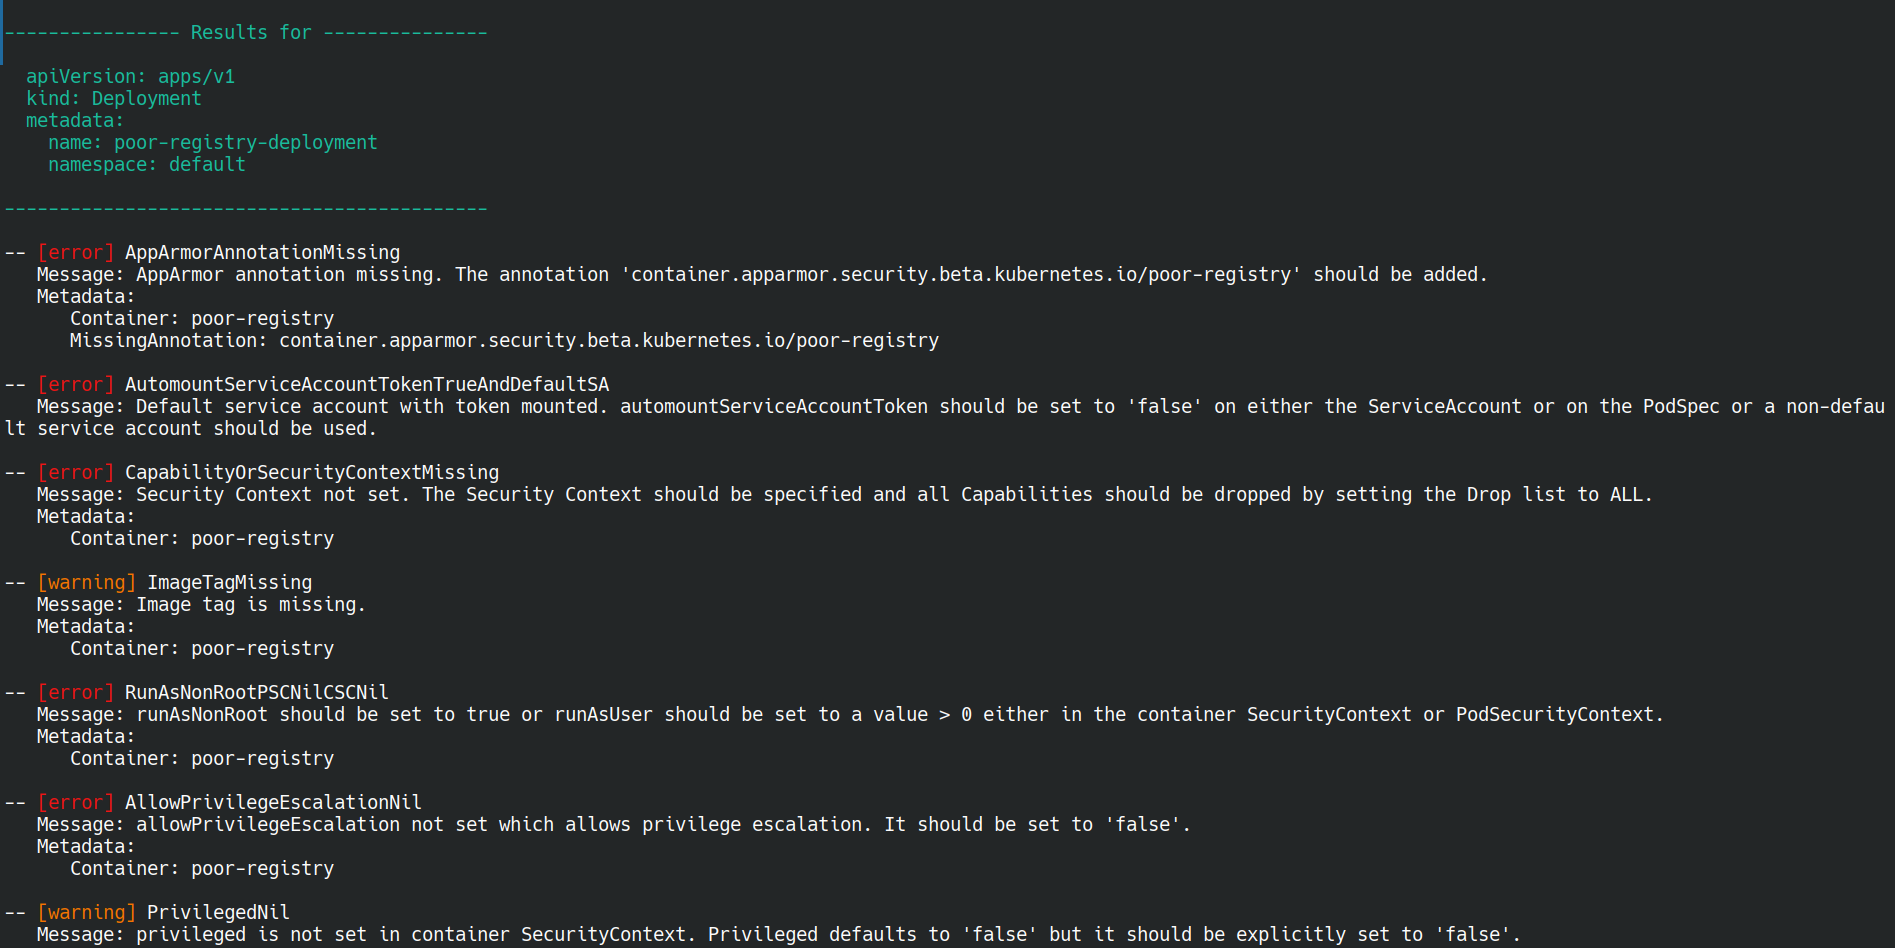 ---------------- Results for ---------------
apiVersion: apps/v1
kind: Deployment
metadata:
name: poor-registry-deployment
namespace: default
--------------------------------------------
-- [error] AppArmorAnnotationMissing
Message: AppArmor annotation missing. The annotation 'container.apparmor.security.beta.kubernetes.io/poor-registry' should be added.
Metadata:
Container: poor-registry
MissingAnnotation: container.apparmor.security.beta.kubernetes.io/poor-registry
-- [error] AutomountServiceAccountTokenTrueAndDefaultSA
Message: Default service account with token mounted. automountServiceAccountToken should be set to 'false' on either the ServiceAccount or on the PodSpec or a non-defau
lt service account should be used.
-- [error] CapabilityOrSecurityContextMissing
Message: Security Context not set. The Security Context should be specified and all Capabilities should be dropped by setting the Drop list to ALL.
Metadata:
Container: poor-registry
-- [warning] ImageTagMissing
Message: Image tag is missing.
Metadata:
Container: poor-registry
-- [error] RunAsNonRootPSCNilCSCNil
Message: runAsNonRoot should be set to true or runAsUser should be set to a value > 0 either in the container SecurityContext or PodSecurityContext.
Metadata:
Container: poor-registry
-- [error] AllowPrivilegeEscalationNil
Message: allowPrivilegeEscalation not set which allows privilege escalation. It should be set to 'false'.
Metadata:
Container: poor-registry
-- [warning] PrivilegedNil
Message: privileged is not set in container SecurityContext. Privileged defaults to 'false' but it should be explicitly set to 'false'.